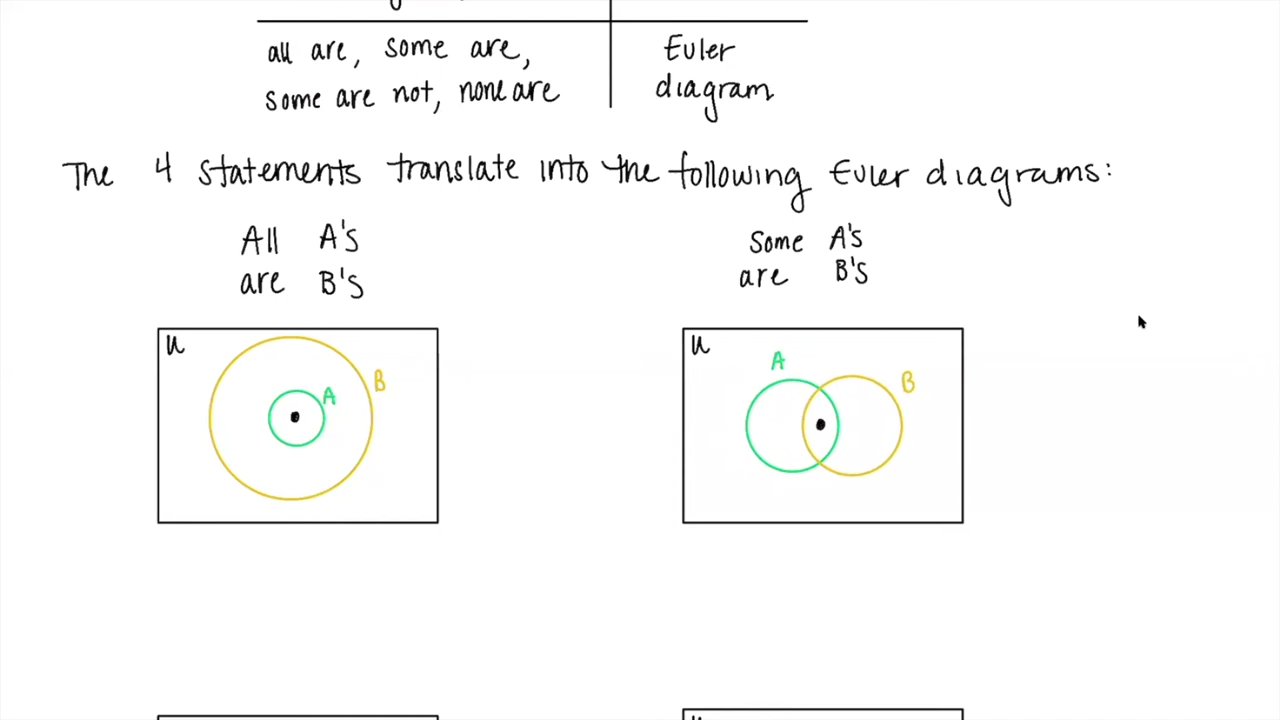 all are, some are,
some are not, none are
Euler
diagram
The 4 statements translate into the following Euler diagrams:
All A's
are B's
Some A's
are B's
U
B
A
U
A
B